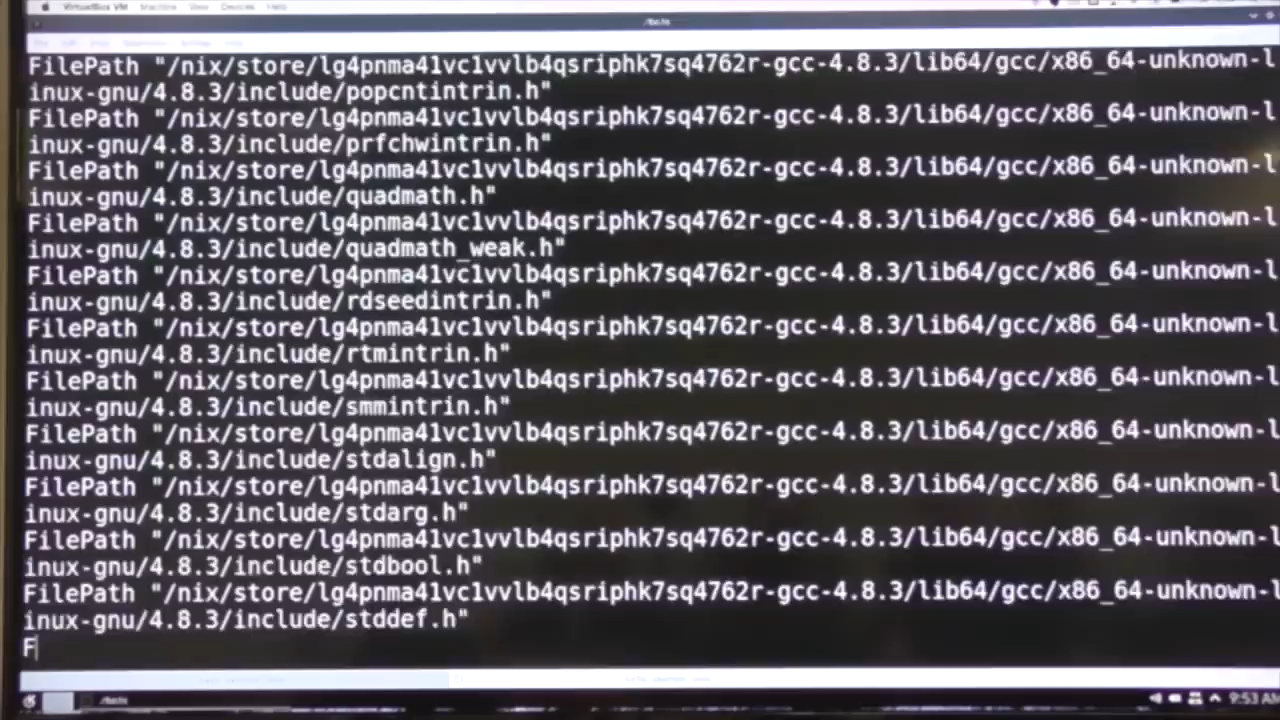 VirtualBox VM Machine View Devices Help
FilePath "/nix/store/lg4pnma41vc1vvlb4qsriphk7sq4762r-gcc-4.8.3/lib64/gcc/x86_64-unknown-l
inux-gnu/4.8.3/include/popcntintrin.h"
FilePath "/nix/store/lg4pnma41vc1vvlb4qsriphk7sq4762r-gcc-4.8.3/lib64/gcc/x86_64-unknown-l
inux-gnu/4.8.3/include/prfchwintrin.h"
FilePath "/nix/store/lg4pnma41vc1vvlb4qsriphk7sq4762r-gcc-4.8.3/lib64/gcc/x86_64-unknown-l
inux-gnu/4.8.3/include/quadmath.h"
FilePath "/nix/store/lg4pnma41vc1vvlb4qsriphk7sq4762r-gcc-4.8.3/lib64/gcc/x86_64-unknown-l
inux-gnu/4.8.3/include/quadmath_weak.h"
FilePath "/nix/store/lg4pnma41vc1vvlb4qsriphk7sq4762r-gcc-4.8.3/lib64/gcc/x86_64-unknown-l
inux-gnu/4.8.3/include/rdseedintrin.h"
FilePath "/nix/store/lg4pnma41vc1vvlb4qsriphk7sq4762r-gcc-4.8.3/lib64/gcc/x86_64-unknown-l
inux-gnu/4.8.3/include/rtmintrin.h"
FilePath "/nix/store/lg4pnma41vc1vvlb4qsriphk7sq4762r-gcc-4.8.3/lib64/gcc/x86_64-unknown-l
inux-gnu/4.8.3/include/smmintrin.h"
FilePath "/nix/store/lg4pnma41vc1vvlb4qsriphk7sq4762r-gcc-4.8.3/lib64/gcc/x86_64-unknown-l
inux-gnu/4.8.3/include/stdalign.h"
FilePath "/nix/store/lg4pnma41vc1vvlb4qsriphk7sq4762r-gcc-4.8.3/lib64/gcc/x86_64-unknown-l
inux-gnu/4.8.3/include/stdarg.h"
FilePath "/nix/store/lg4pnma41vc1vvlb4qsriphk7sq4762r-gcc-4.8.3/lib64/gcc/x86_64-unknown-l
inux-gnu/4.8.3/include/stdbool.h"
FilePath "/nix/store/lg4pnma41vc1vvlb4qsriphk7sq4762r-gcc-4.8.3/lib64/gcc/x86_64-unknown-l
inux-gnu/4.8.3/include/stddef.h"
F
9:53 AM